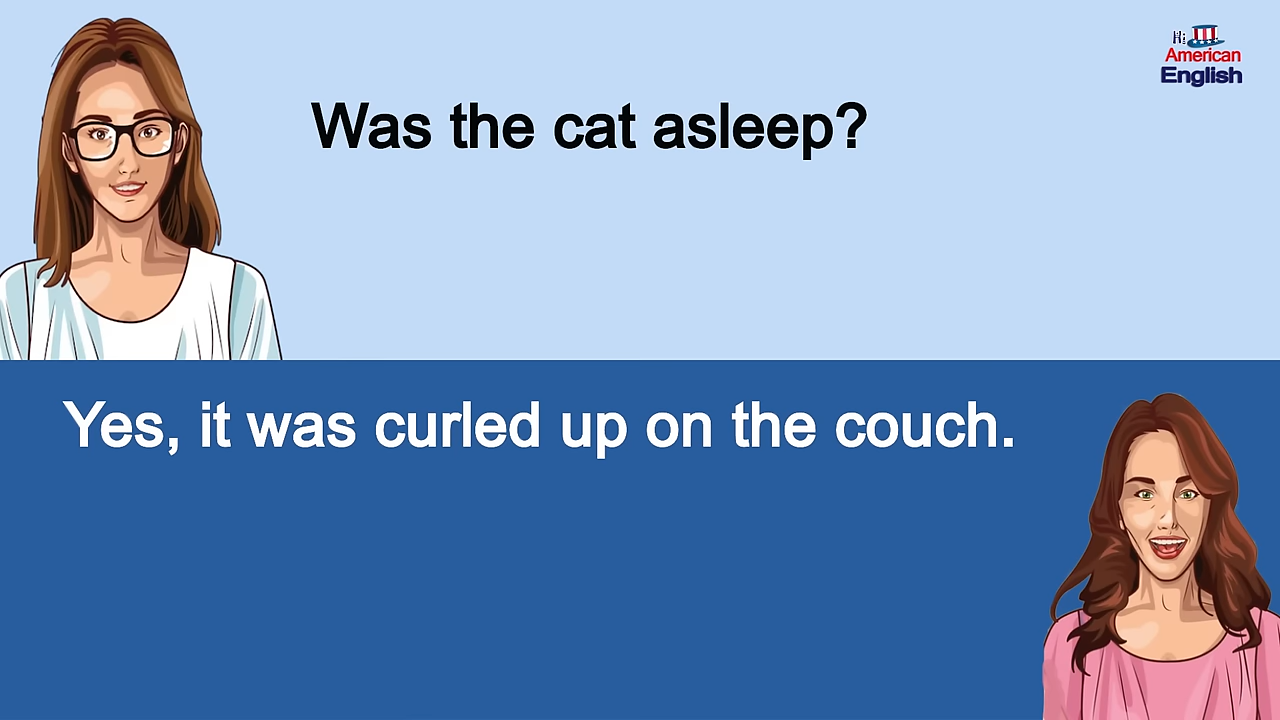 Hi
American
English
Was the cat asleep?
Yes, it was curled up on the couch.